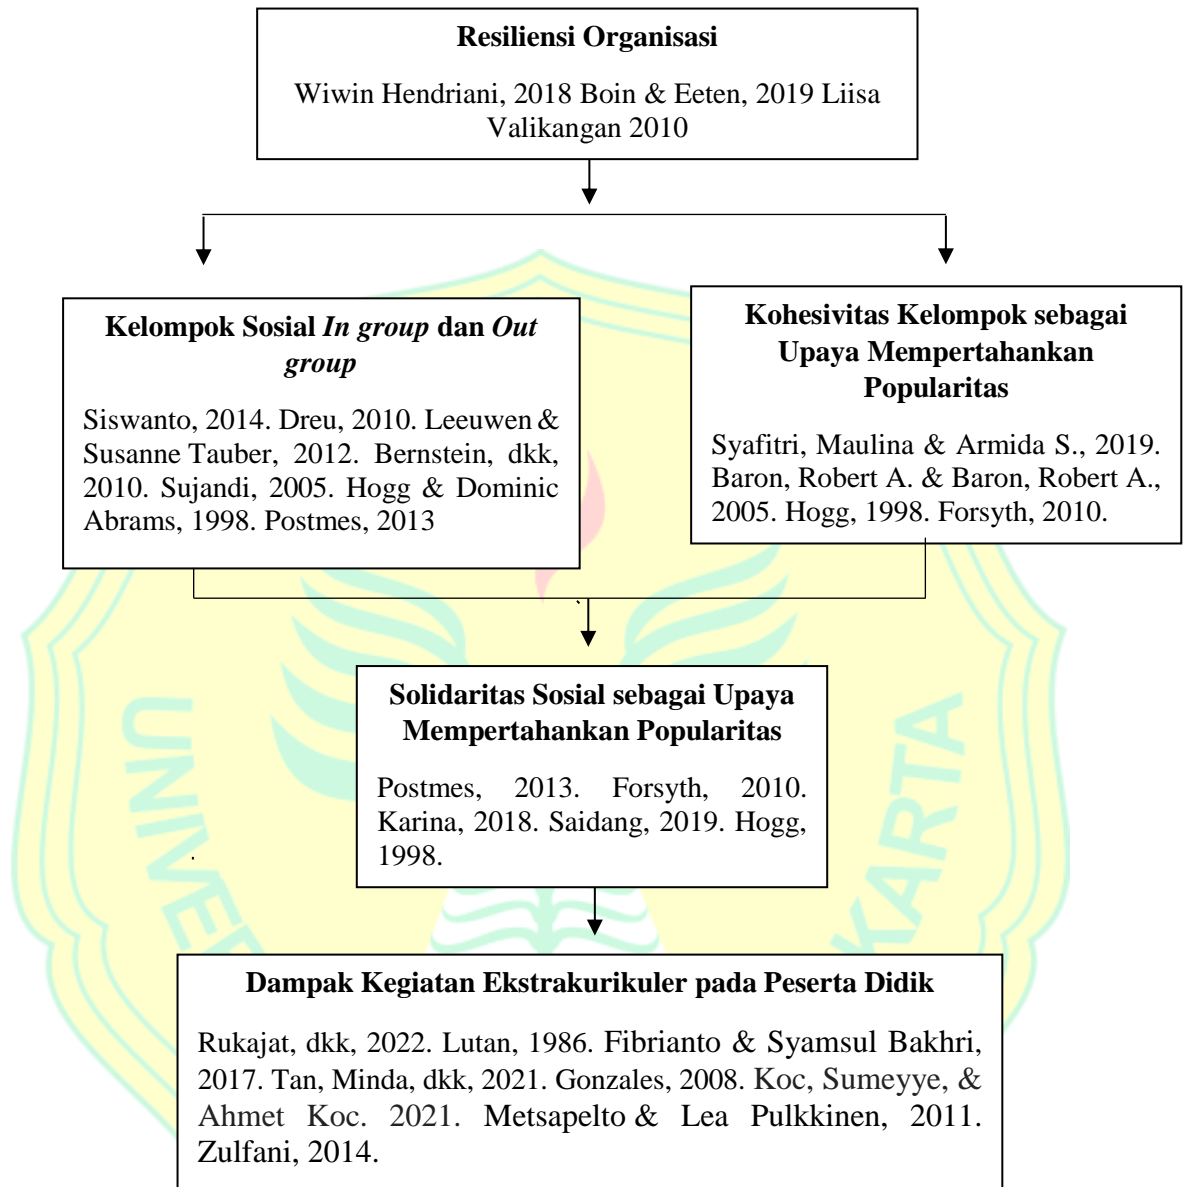 Resiliensi Organisasi
Wiwin Hendriani, 2018 Boin & Eeten, 2019 Liisa
Valikangan 2010
Kelompok Sosial In group dan Out
group
Siswanto, 2014. Dreu, 2010. Leeuwen &
Susanne Tauber, 2012. Bernstein, dkk,
2010. Sujandi, 2005. Hogg & Dominic
Abrams, 1998. Postmes, 2013
Kohesivitas Kelompok sebagai
Upaya Mempertahankan
Popularitas
Syafitri, Maulina & Armida S., 2019.
Baron, Robert A. & Baron, Robert A.,
2005. Hogg, 1998. Forsyth, 2010.
Solidaritas Sosial sebagai Upaya
Mempertahankan Popularitas
Postmes, 2013. Forsyth, 2010.
Karina, 2018. Saidang, 2019. Hogg,
1998.
Dampak Kegiatan Ekstrakurikuler pada Peserta Didik
Rukajat, dkk, 2022. Lutan, 1986. Fibrianto & Syamsul Bakhri,
2017. Tan, Minda, dkk, 2021. Gonzales, 2008. Koc, Sumeyye, &
Ahmet Koc. 2021. Metsapelto & Lea Pulkkinen, 2011.
Zulfani, 2014.